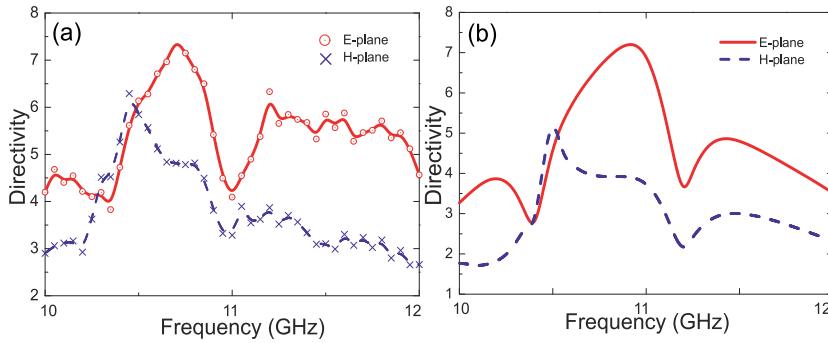 (a)
E-plane
H-plane
8
7
6
5
4
3
2
10
11
12
Directivity
Frequency (GHz)
(b)
E-plane
H-plane
8
7
6
5
4
3
2
1
10
11
12
Directivity
Frequency (GHz)